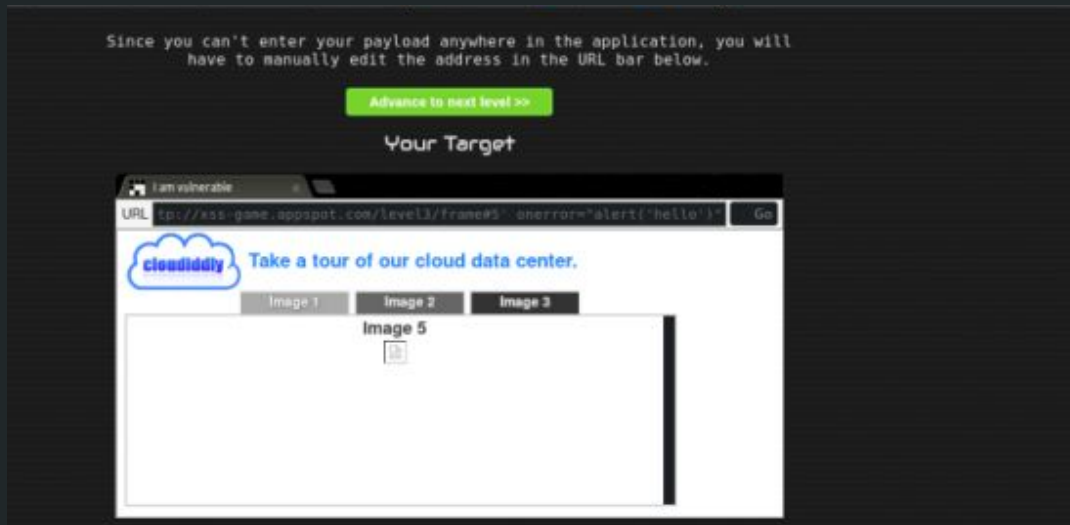 Since you can't enter your payload anywhere in the application, you will
have to manually edit the address in the URL bar below.
Advance to next level >>
Your Target
I am vulnerable
URL tp://xss-game.appspot.com/level3/frame#5' onerror="alert('hello')" Go
cloudiddly Take a tour of our cloud data center.
Image 1 Image 2 Image 3
Image 5